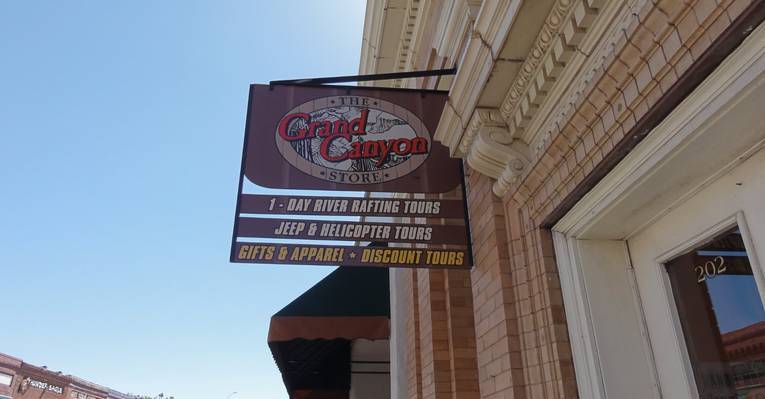 THE
Grand
Canyon
STORE
1 - DAY RIVER RAFTING TOURS
JEEP & HELICOPTER TOURS
GIFTS & APPAREL * DISCOUNT TOURS
202